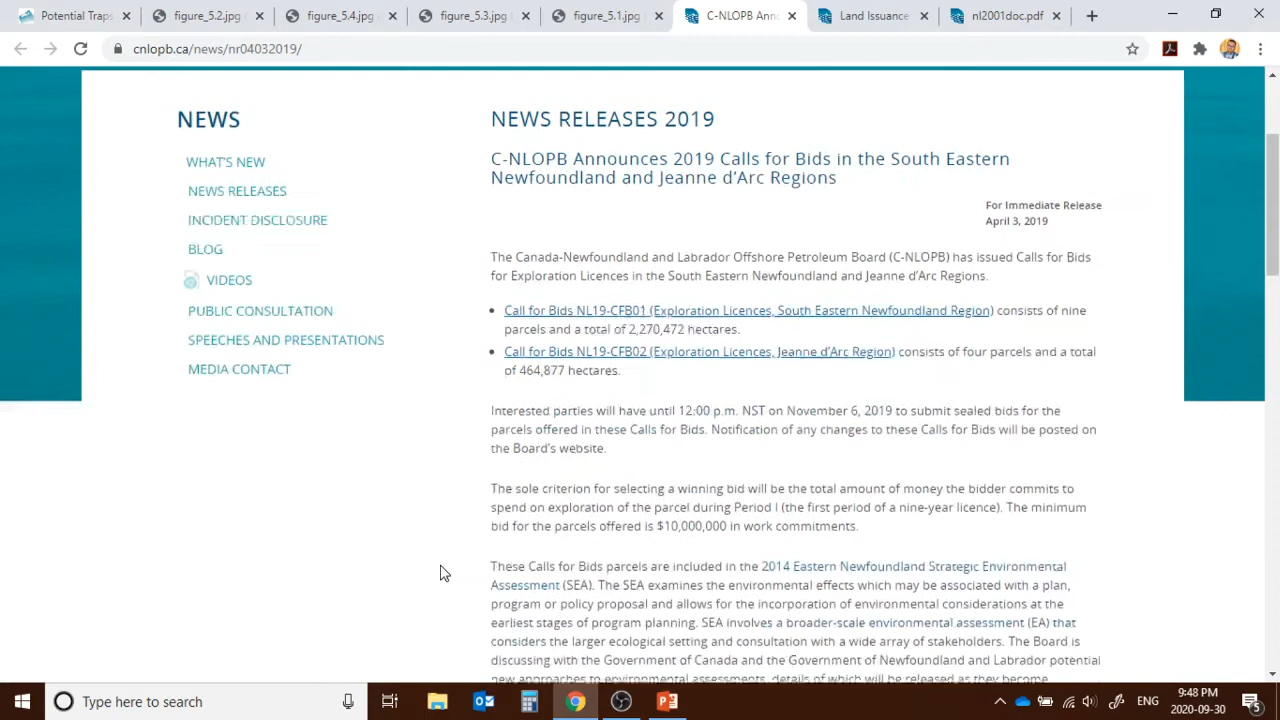 Potential Traps
figure_5.2.jpg
figure_5.4.jpg
figure_5.3.jpg
figure_5.1.jpg
C-NLOPB Ann
Land Issuance
nl2001doc.pdf
cnlopb.ca/news/nr04032019/
NEWS
WHAT'S NEW
NEWS RELEASES
INCIDENT DISCLOSURE
BLOG
VIDEOS
PUBLIC CONSULTATION
SPEECHES AND PRESENTATIONS
MEDIA CONTACT
NEWS RELEASES 2019
C-NLOPB Announces 2019 Calls for Bids in the South Eastern
Newfoundland and Jeanne d'Arc Regions
For Immediate Release
April 3, 2019
The Canada-Newfoundland and Labrador Offshore Petroleum Board (C-NLOPB) has issued Calls for Bids
for Exploration Licences in the South Eastern Newfoundland and Jeanne d'Arc Regions.
• Call for Bids NL19-CFB01 (Exploration Licences, South Eastern Newfoundland Region) consists of nine
parcels and a total of 2,270,472 hectares.
• Call for Bids NL19-CFB02 (Exploration Licences, Jeanne d'Arc Region) consists of four parcels and a total
of 464,877 hectares.
Interested parties will have until 12:00 p.m. NST on November 6, 2019 to submit sealed bids for the
parcels offered in these Calls for Bids. Notification of any changes to these Calls for Bids will be posted on
the Board's website.
The sole criterion for selecting a winning bid will be the total amount of money the bidder commits to
spend on exploration of the parcel during Period I (the first period of a nine-year licence). The minimum
bid for the parcels offered is $10,000,000 in work commitments.
These Calls for Bids parcels are included in the 2014 Eastern Newfoundland Strategic Environmental
Assessment (SEA). The SEA examines the environmental effects which may be associated with a plan,
program or policy proposal and allows for the incorporation of environmental considerations at the
earliest stages of program planning. SEA involves a broader-scale environmental assessment (EA) that
considers the larger ecological setting and consultation with a wide array of stakeholders. The Board is
discussing with the Government of Canada and the Government of Newfoundland and Labrador potential
new approaches to environmental assessments, details of which will be released as they become
Type here to search
ENG
9:48 PM
2020-09-30
5